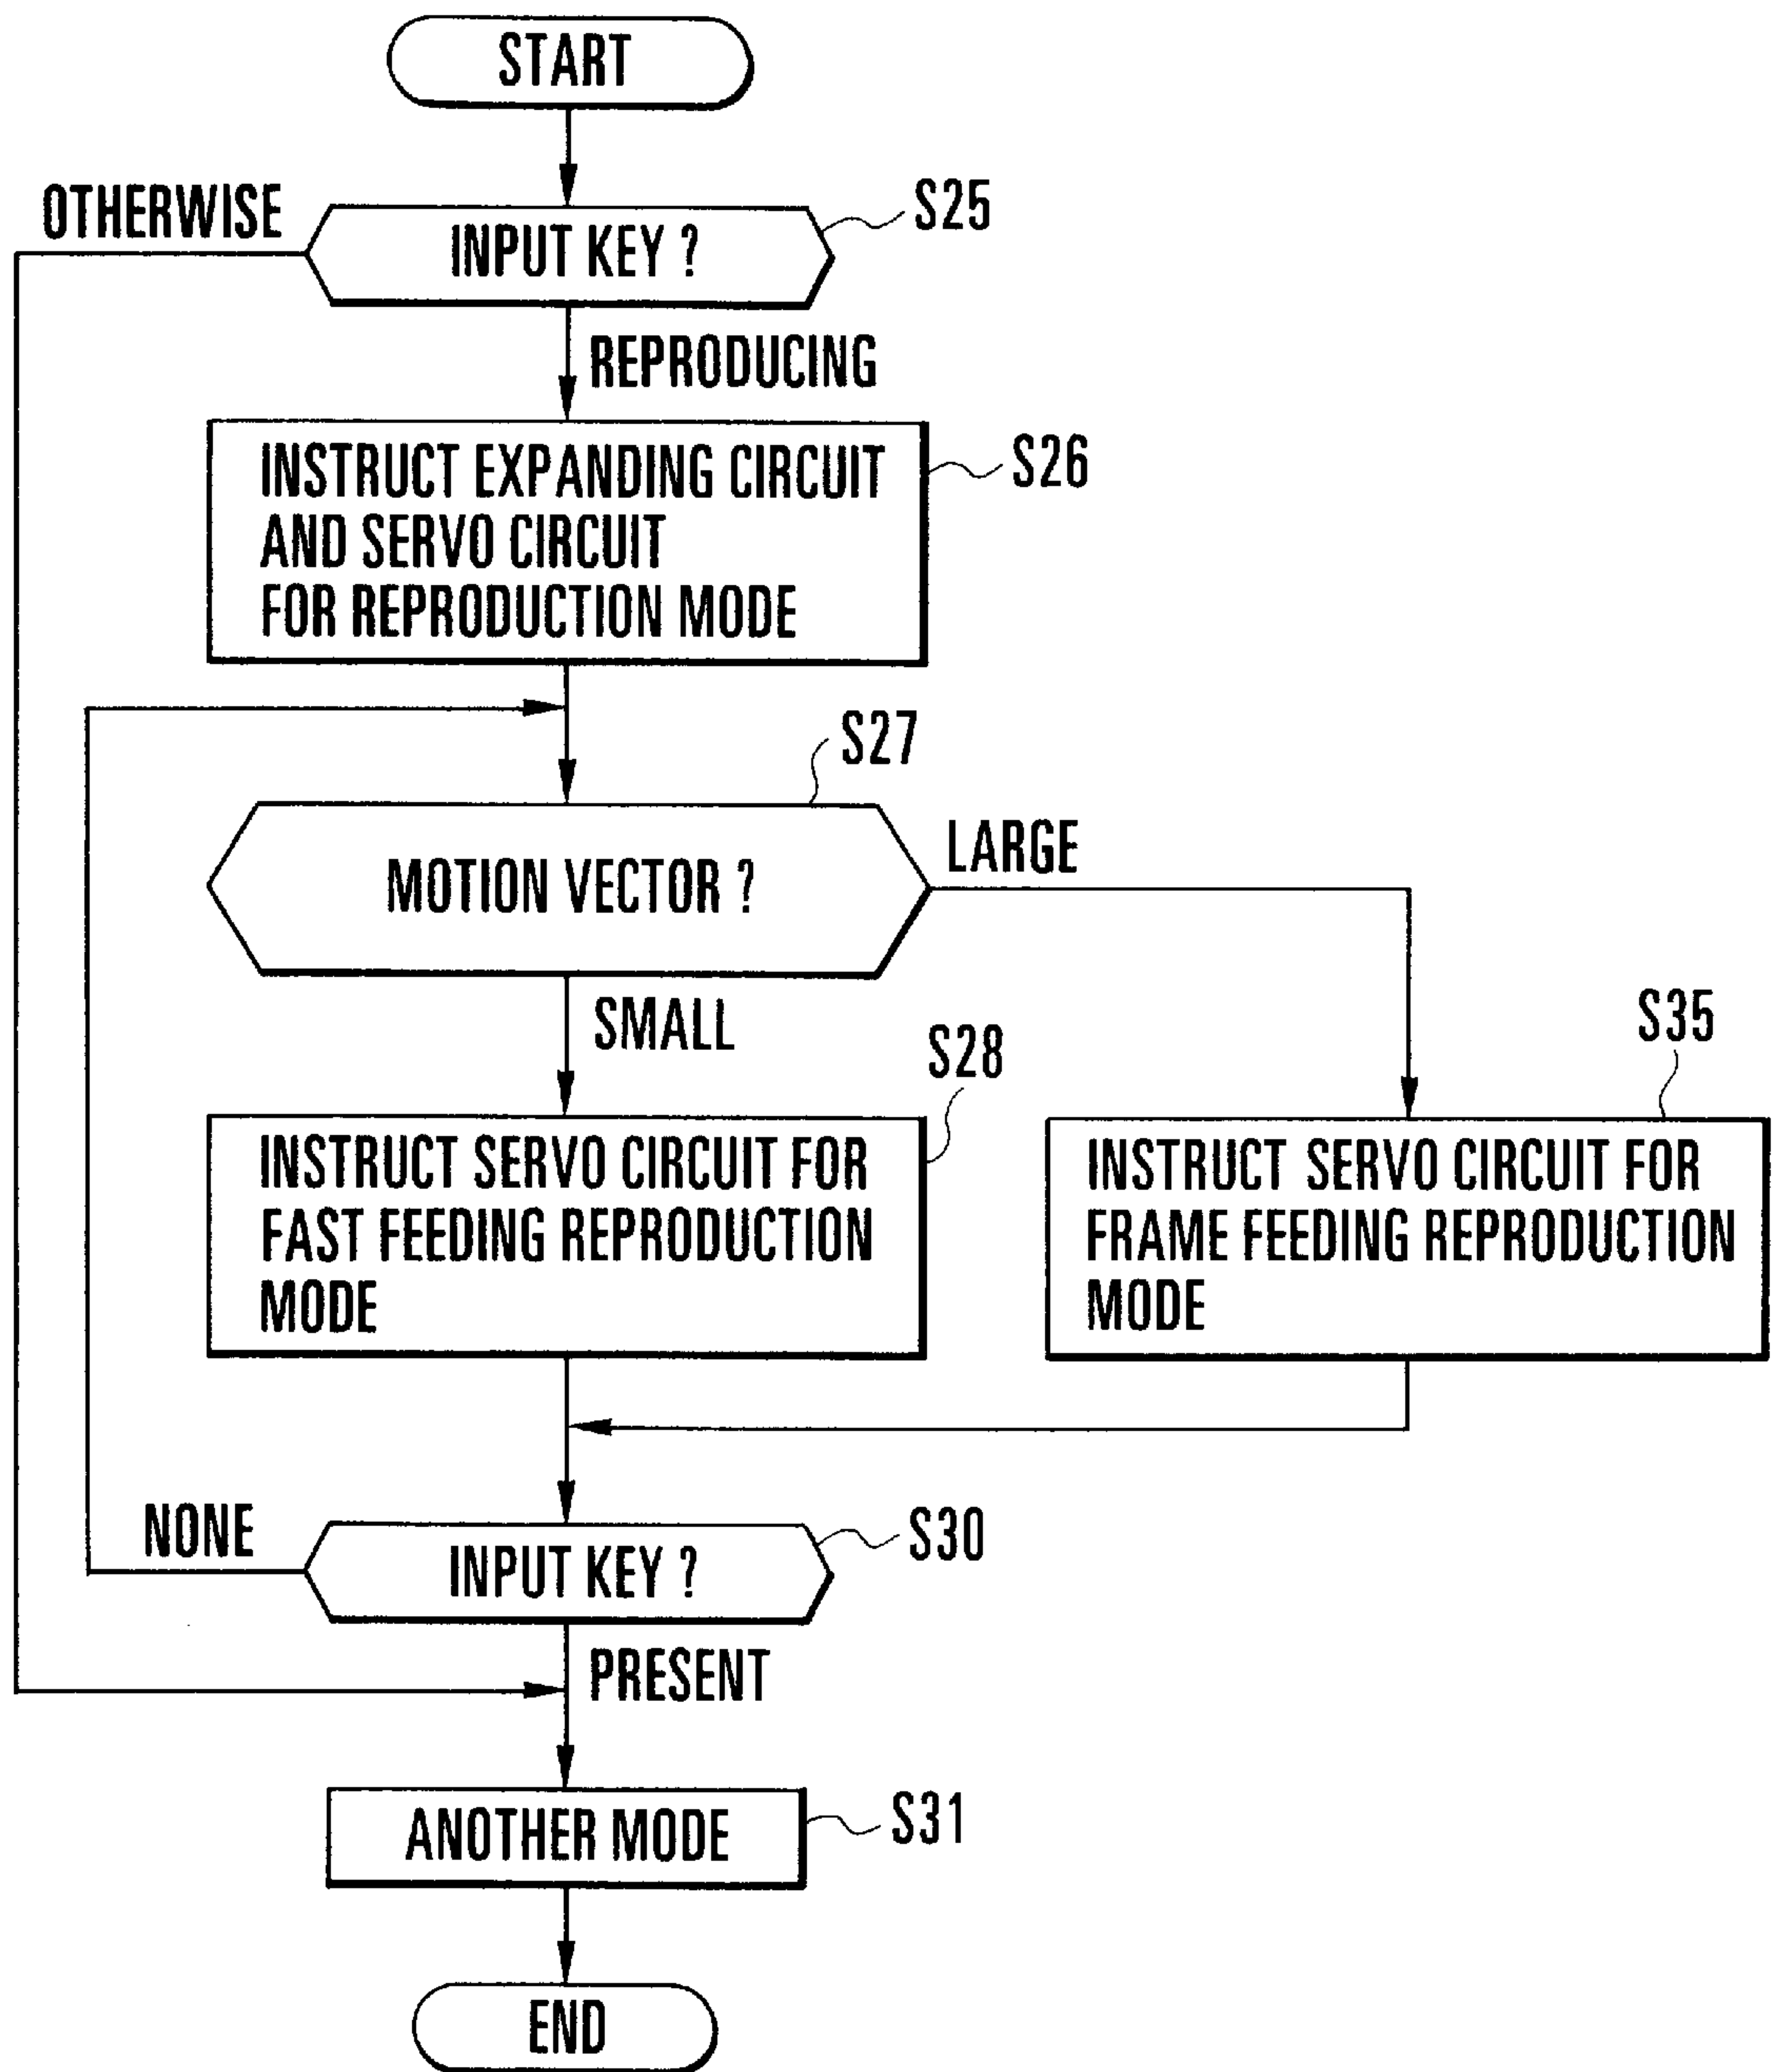 START
OTHERWISE
S25
INPUT KEY ?
REPRODUCING
INSTRUCT EXPANDING CIRCUIT
AND SERVO CIRCUIT
FOR REPRODUCTION MODE
S26
S27
MOTION VECTOR ?
LARGE
SMALL
S28
S35
INSTRUCT SERVO CIRCUIT FOR
FAST FEEDING REPRODUCTION
MODE
INSTRUCT SERVO CIRCUIT FOR
FRAME FEEDING REPRODUCTION
MODE
NONE
S30
INPUT KEY ?
PRESENT
ANOTHER MODE
S31
END